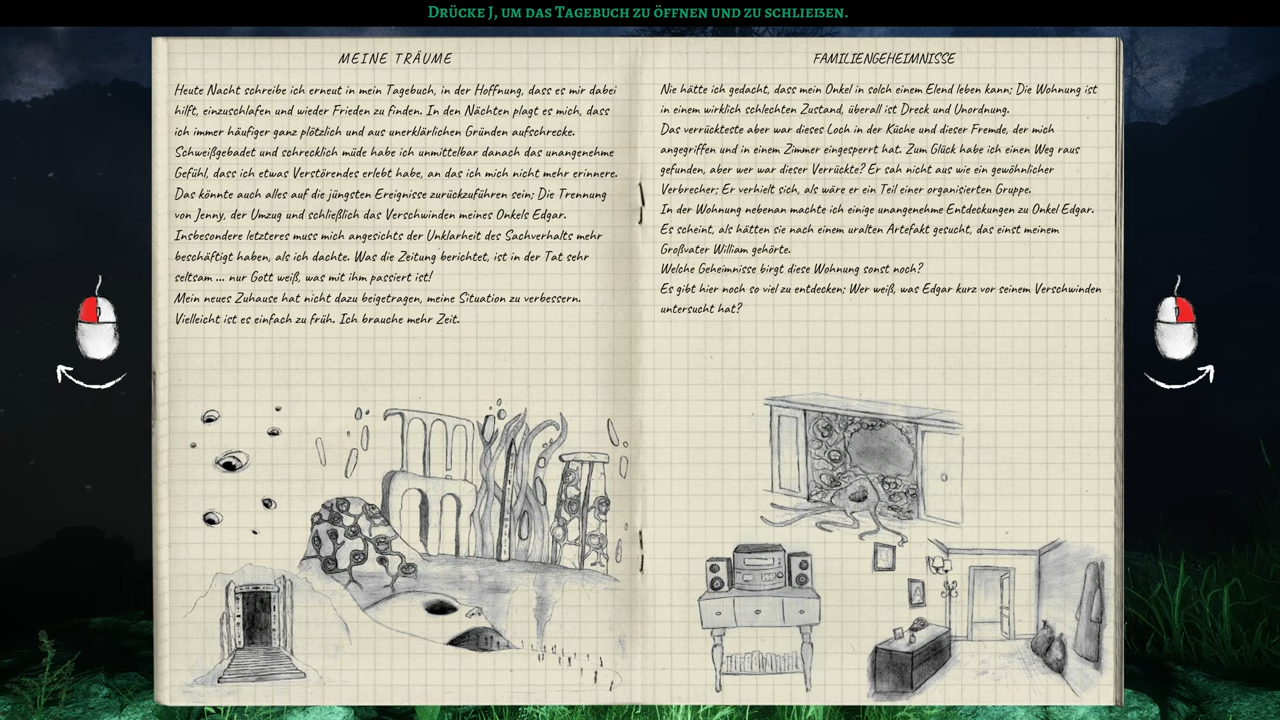 Drücke J, um das Tagebuch zu öffnen und zu schließen.
MEINE TRÄUME
Heute Nacht schreibe ich erneut in mein Tagebuch, in der Hoffnung, dass es mir dabei
hilft, einzuschlafen und wieder Frieden zu finden. In den Nächten plagt es mich, dass
ich immer häufiger ganz plötzlich und aus unerklärlichen Gründen aufschrecke.
Schweißgebadet und schrecklich müde habe ich unmittelbar danach das unangenehme
Gefühl, dass ich etwas Verstörendes erlebt habe, an das ich mich nicht mehr erinnere.
Das könnte auch alles auf die jüngsten Ereignisse zurückzuführen sein; Die Trennung
von Jenny, der Umzug und schließlich das Verschwinden meines Onkels Edgar.
Insbesondere letzteres muss mich angesichts der Unklarheit des Sachverhalts mehr
beschäftigt haben, als ich dachte. Was die Zeitung berichtet, ist in der Tat sehr
seltsam ... nur Gott weiß, was mit ihm passiert ist!
Mein neues Zuhause hat nicht dazu beigetragen, meine Situation zu verbessern.
Vielleicht ist es einfach zu früh. Ich brauche mehr Zeit.
FAMILIENGEHEIMNISSE
Nie hätte ich gedacht, dass mein Onkel in solch einem Elend leben kann; Die Wohnung ist
in einem wirklich schlechten Zustand, überall ist Dreck und Unordnung.
Das verrückteste aber war dieses Loch in der Küche und dieser Fremde, der mich
angegriffen und in einem Zimmer eingesperrt hat. Zum Glück habe ich einen Weg raus
gefunden, aber wer war dieser Verrückte? Er sah nicht aus wie ein gewöhnlicher
Verbrecher; Er verhielt sich, als wäre er ein Teil einer organisierten Gruppe.
In der Wohnung nebenan machte ich einige unangenehme Entdeckungen zu Onkel Edgar.
Es scheint, als hätten sie nach einem uralten Artefakt gesucht, das einst meinem
Großvater William gehörte.
Welche Geheimnisse birgt diese Wohnung sonst noch?
Es gibt hier noch so viel zu entdecken; Wer weiß, was Edgar kurz vor seinem Verschwinden
untersucht hat?